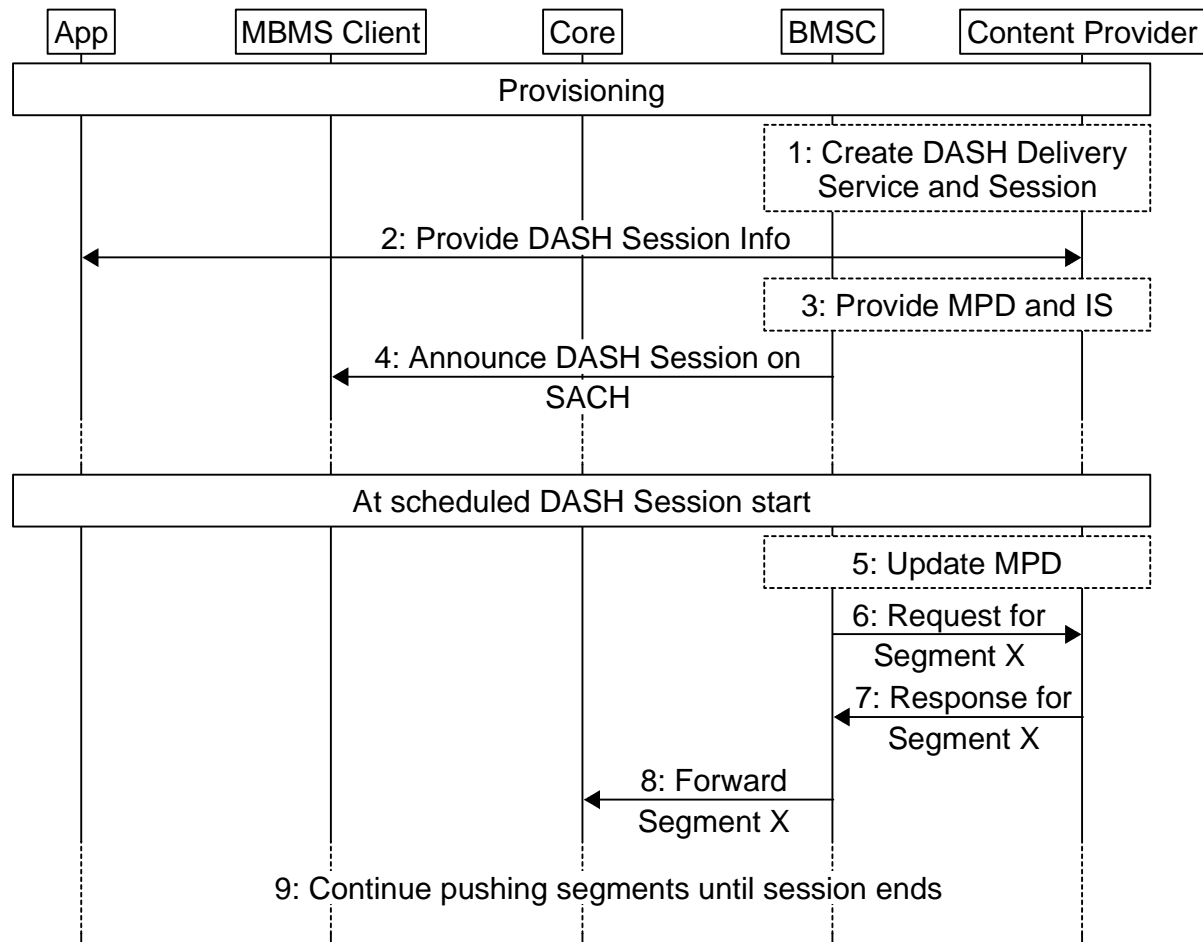 App
MBMS Client
Core
BMSC
Content Provider
Provisioning
1: Create DASH Delivery
Service and Session
2: Provide DASH Session Info
3: Provide MPD and IS
4: Announce DASH Session on
SACH
At scheduled DASH Session start
5: Update MPD
6: Request for
Segment X
7: Response for
Segment X
8: Forward
Segment X
9: Continue pushing segments until session ends